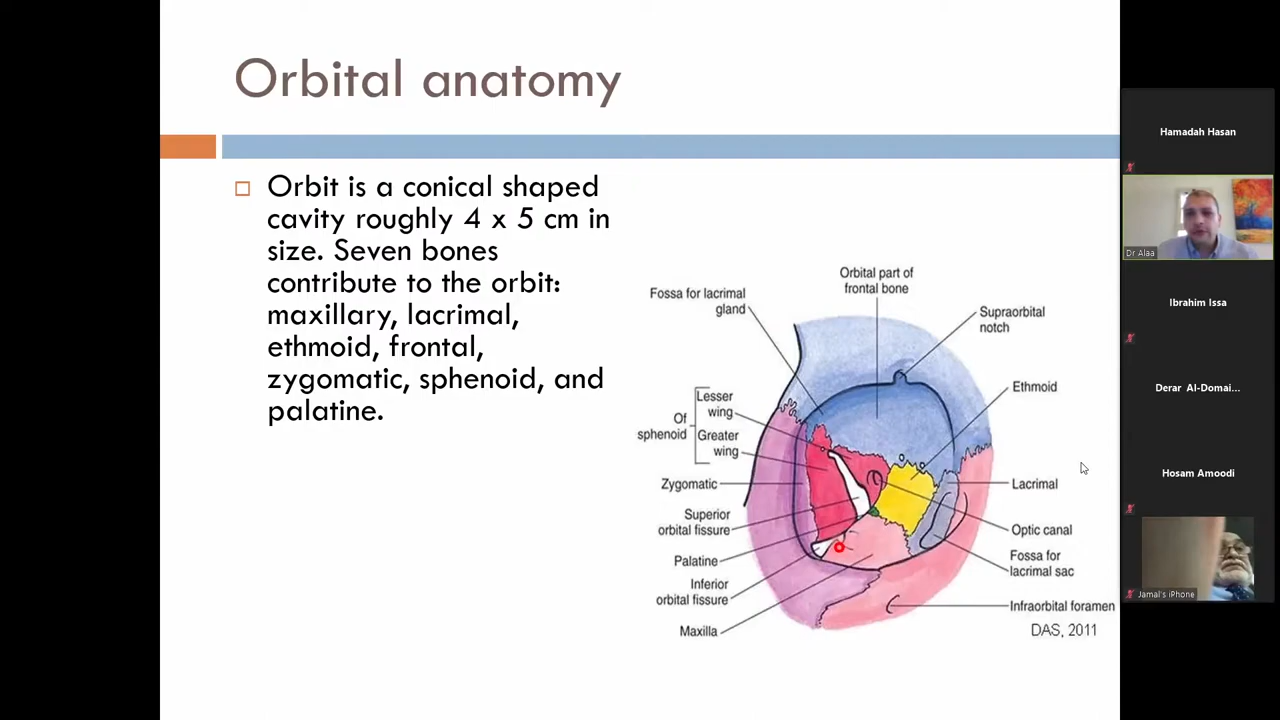 Orbital anatomy
Orbit is a conical shaped
cavity roughly 4 x 5 cm in
size. Seven bones
contribute to the orbit:
maxillary, lacrimal,
ethmoid, frontal,
zygomatic, sphenoid, and
palatine.
Orbital part of
frontal bone
Fossa for lacrimal
gland
Supraorbital
notch
Ethmoid
Lesser
wing
Of
sphenoid
Greater
wing
Zygomatic
Lacrimal
Superior
orbital fissure
Optic canal
Palatine
Fossa for
lacrimal sac
Inferior
orbital fissure
Infraorbital foramen
Maxilla
DAS, 2011
Hamadah Hasan
Dr Alaa
Ibrahim Issa
Derar Al-Domai...
Hosam Amoodi
Jamal's iPhone